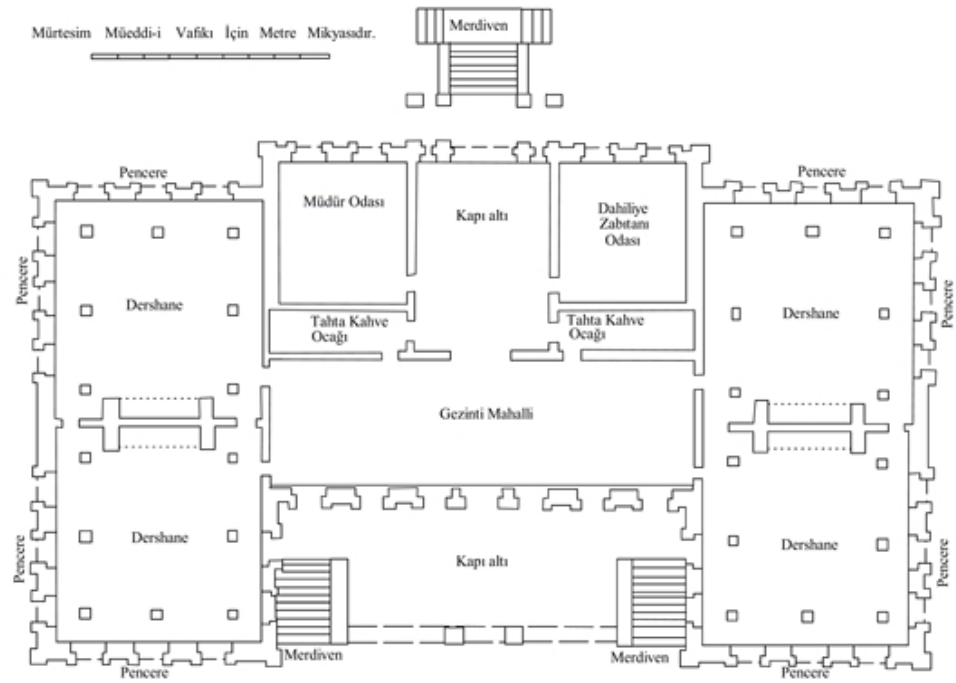 Merdiven
Mürtesim Müeddi-i Vafikı İçin Metre Mikyasıdır.
Pencere
Pencere
Müdür Odası
Kapı altı
Dahiliye
Zabıtanı
Odası
Pencere
Dershane
Tahta Kahve
Ocağı
Tahta Kahve
Ocağı
Dershane
Pencere
Gezinti Mahalli
Pencere
Dershane
Kapı altı
Dershane
Pencere
Merdiven
Merdiven
Pencere
Pencere